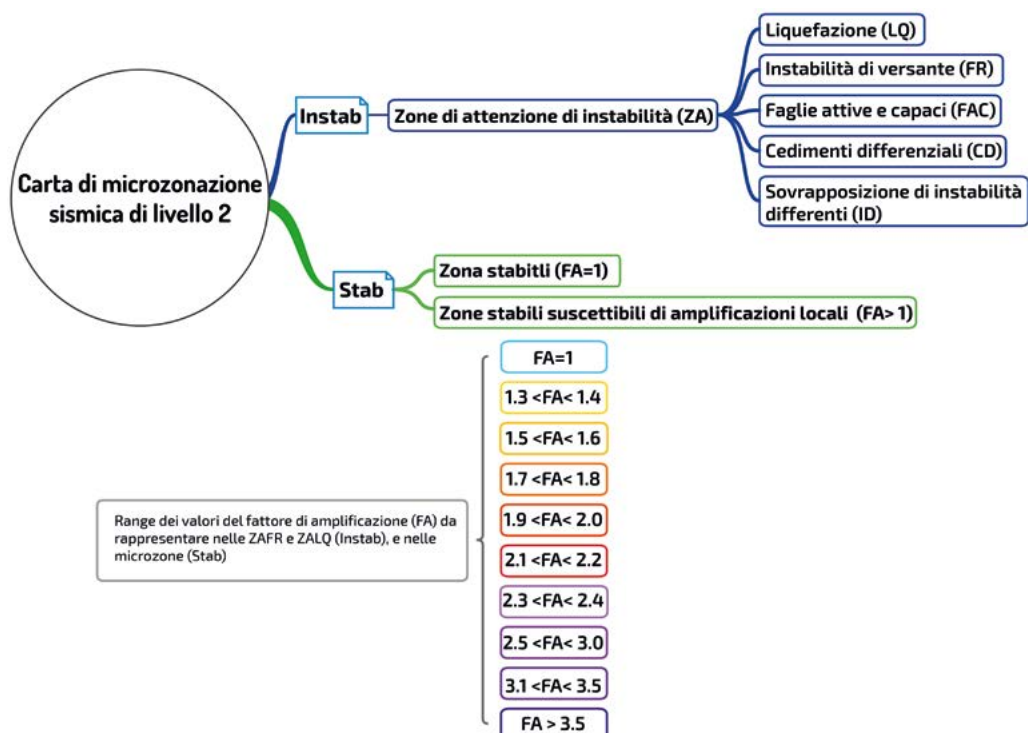 Carta di microzonazione
sismica di livello 2
Instab
Zone di attenzione di instabilità (ZA)
Liquefazione (LQ)
Instabilità di versante (FR)
Faglie attive e capaci (FAC)
Cedimenti differenziali (CD)
Sovrapposizione di instabilità
differenti (ID)
Stab
Zona stabitli (FA=1)
Zone stabili suscettibili di amplificazioni locali (FA> 1)
Range dei valori del fattore di amplificazione (FA) da
rappresentare nelle ZAFR e ZALQ (Instab), e nelle
microzone (Stab)
FA=1
1.3 <FA< 1.4
1.5 <FA< 1.6
1.7 <FA< 1.8
1.9 <FA< 2.0
2.1 <FA< 2.2
2.3 <FA< 2.4
2.5 <FA< 3.0
3.1 <FA< 3.5
FA > 3.5